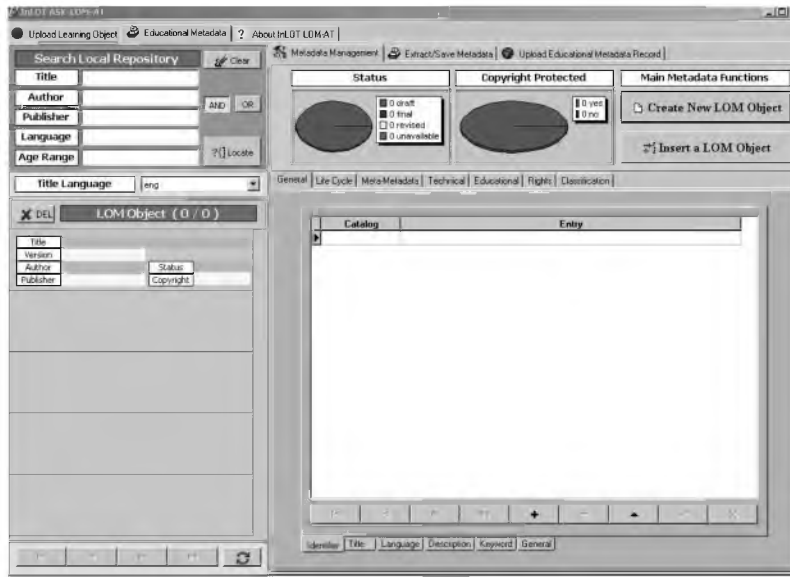 Upload Learning Object Educational Metadata ? About InLOT LOM-AT
Search Local Repository Clear
Title
Author
Publisher
Language
Age Range
AND OR
?{} Locate
Title Language eng
DEL LOM Object ( 0 / 0 )
Title
Version
Author Status
Publisher Copyright
Metadata Management Extract/Save Metadata Upload Educational Metadata Record
Status
0 draft
0 final
0 revised
0 unavailable
Copyright Protected
0 yes
0 no
Main Metadata Functions
Create New LOM Object
Insert a LOM Object
General Life Cycle Meta-Metadata Technical Educational Rights Classification
Catalog Entry
Identifier Title Language Description Keyword General